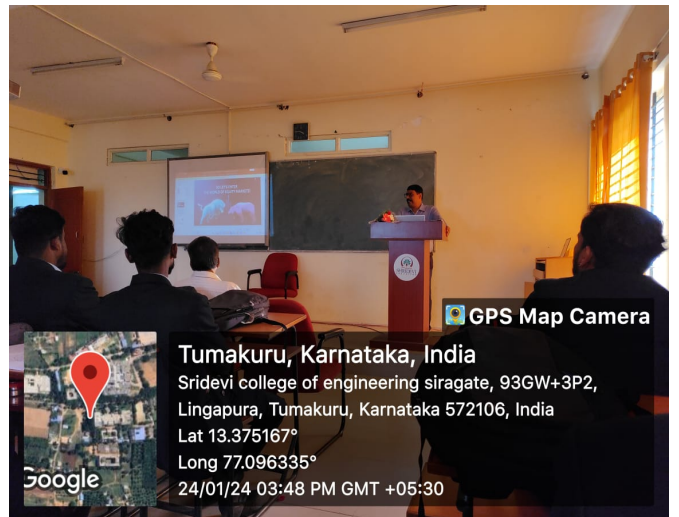 GPS Map Camera
Tumakuru, Karnataka, India
Sridevi college of engineering siragate, 93GW+3P2,
Lingapura, Tumakuru, Karnataka 572106, India
Lat 13.375167°
Long 77.096335°
24/01/24 03:48 PM GMT +05:30
Google